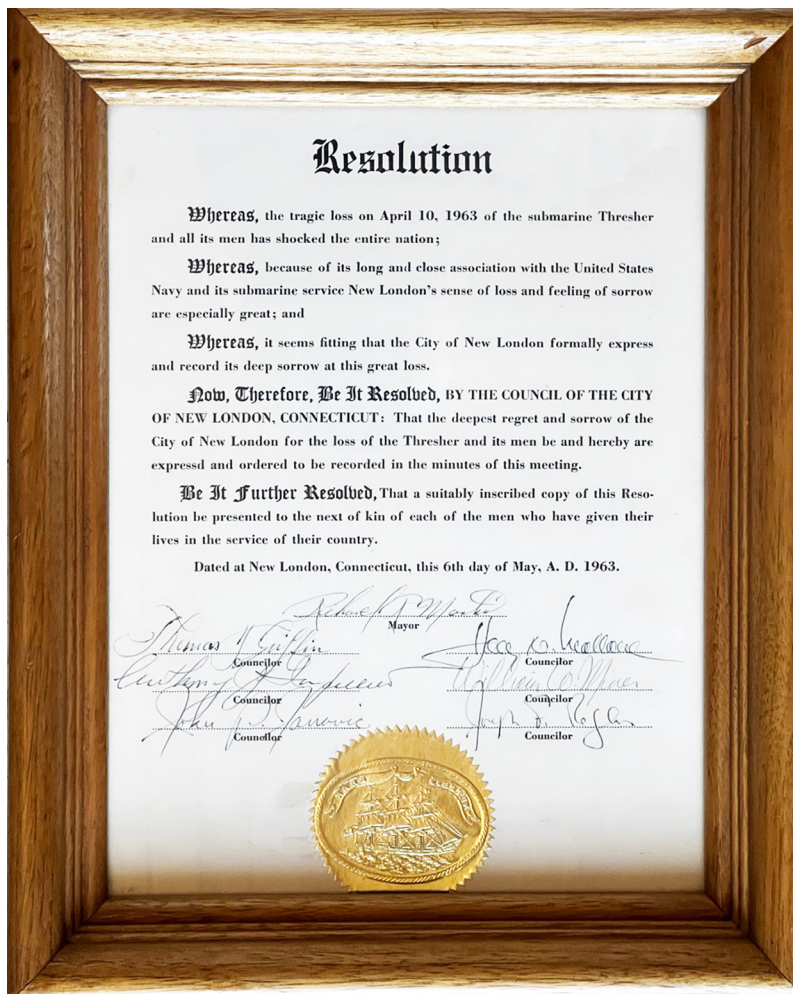 Resolution
Whereas, the tragic loss on April 10, 1963 of the submarine Thresher
and all its men has shocked the entire nation;
Whereas, because of its long and close association with the United States
Navy and its submarine service New London's sense of loss and feeling of sorrow
are especially great; and
Whereas, it seems fitting that the City of New London formally express
and record its deep sorrow at this great loss.
Now, Therefore, Be It Resolved, BY THE COUNCIL OF THE CITY
OF NEW LONDON, CONNECTICUT: That the deepest regret and sorrow of the
City of New London for the loss of the Thresher and its men be and hereby are
expressd and ordered to be recorded in the minutes of this meeting.
Be It Further Resolved, That a suitably inscribed copy of this Reso-
lution be presented to the next of kin of each of the men who have given their
lives in the service of their country.
Dated at New London, Connecticut, this 6th day of May, A. D. 1963.
Mayor
Thomas Griffin
Councilor
Councilor
Anthony
William
Councilor
Councilor
John
Joseph
Councilor
Councilor